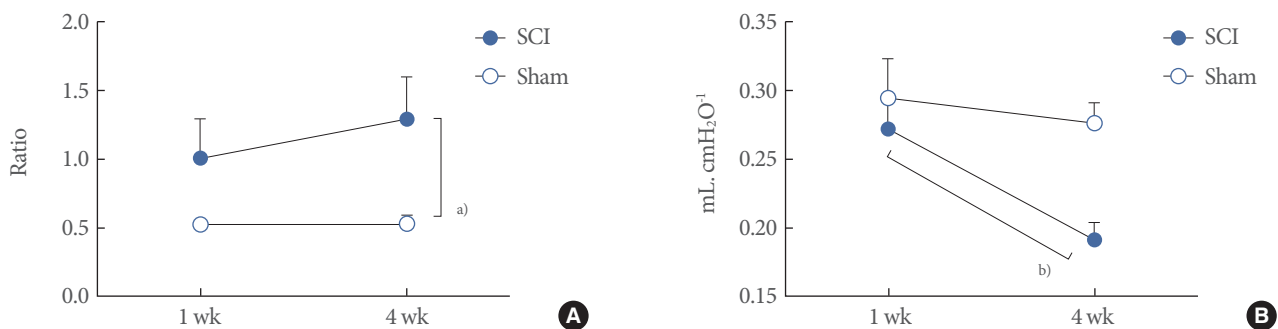 2.0
1.5
1.0
0.5
0.0
Ratio
1 wk
4 wk
SCI
Sham
a)
A
0.35
0.30
0.25
0.20
0.15
mL. cmH₂O⁻¹
1 wk
4 wk
SCI
Sham
b)
B